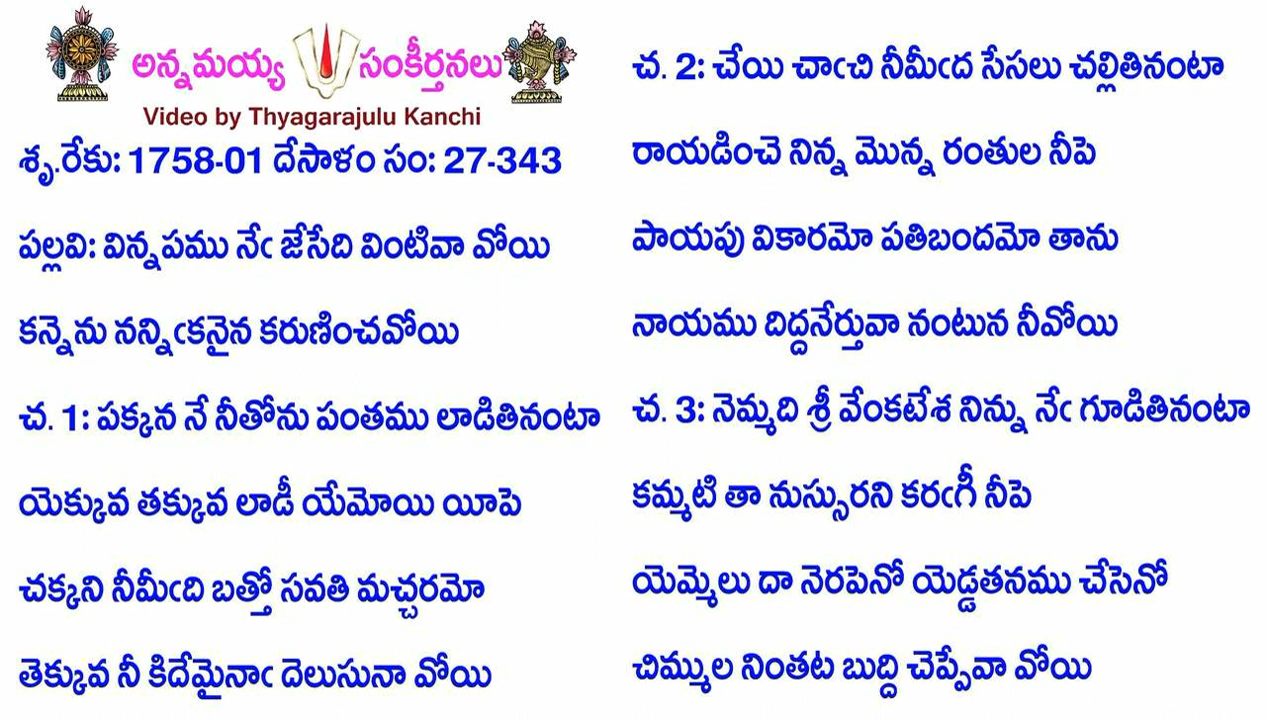 అన్నమయ్య సంకీర్తనలు
Video by Thyagarajulu Kanchi
శృ.రేకు: 1758-01 దేసాళం సం: 27-343
పల్లవి: విన్నపము నేఁ జేసేది వింటివా వోయి
కన్నెను నన్నిఁకనైన కరుణించవోయి
చ. 1: పక్కన నే నీతోను పంతము లాడితినంటా
యెక్కువ తక్కువ లాడీ యేమోయి యీపె
చక్కని నీమీఁది బత్తో సవతి మచ్చరమో
తెక్కువ నీ కిదేమైనాఁ దెలుసునా వోయి
చ. 2: చేయి చాఁచి నీమీఁద సేసలు చల్లితినంటా
రాయడించె నిన్న మొన్న రంతుల నీపె
పాయపు వికారమో పతిబందమో తాను
నాయము దిద్దనేర్తువా నంటున నీవోయి
చ. 3: నెమ్మది శ్రీ వేంకటేశ నిన్ను నేఁ గూడితినంటా
కమ్మటి తా నుస్సురని కరఁగీ నీపె
యెమ్మెలు దా నెరపెనో యెడ్డతనము చేసెనో
చిమ్ముల నింతట బుద్ది చెప్పేవా వోయి